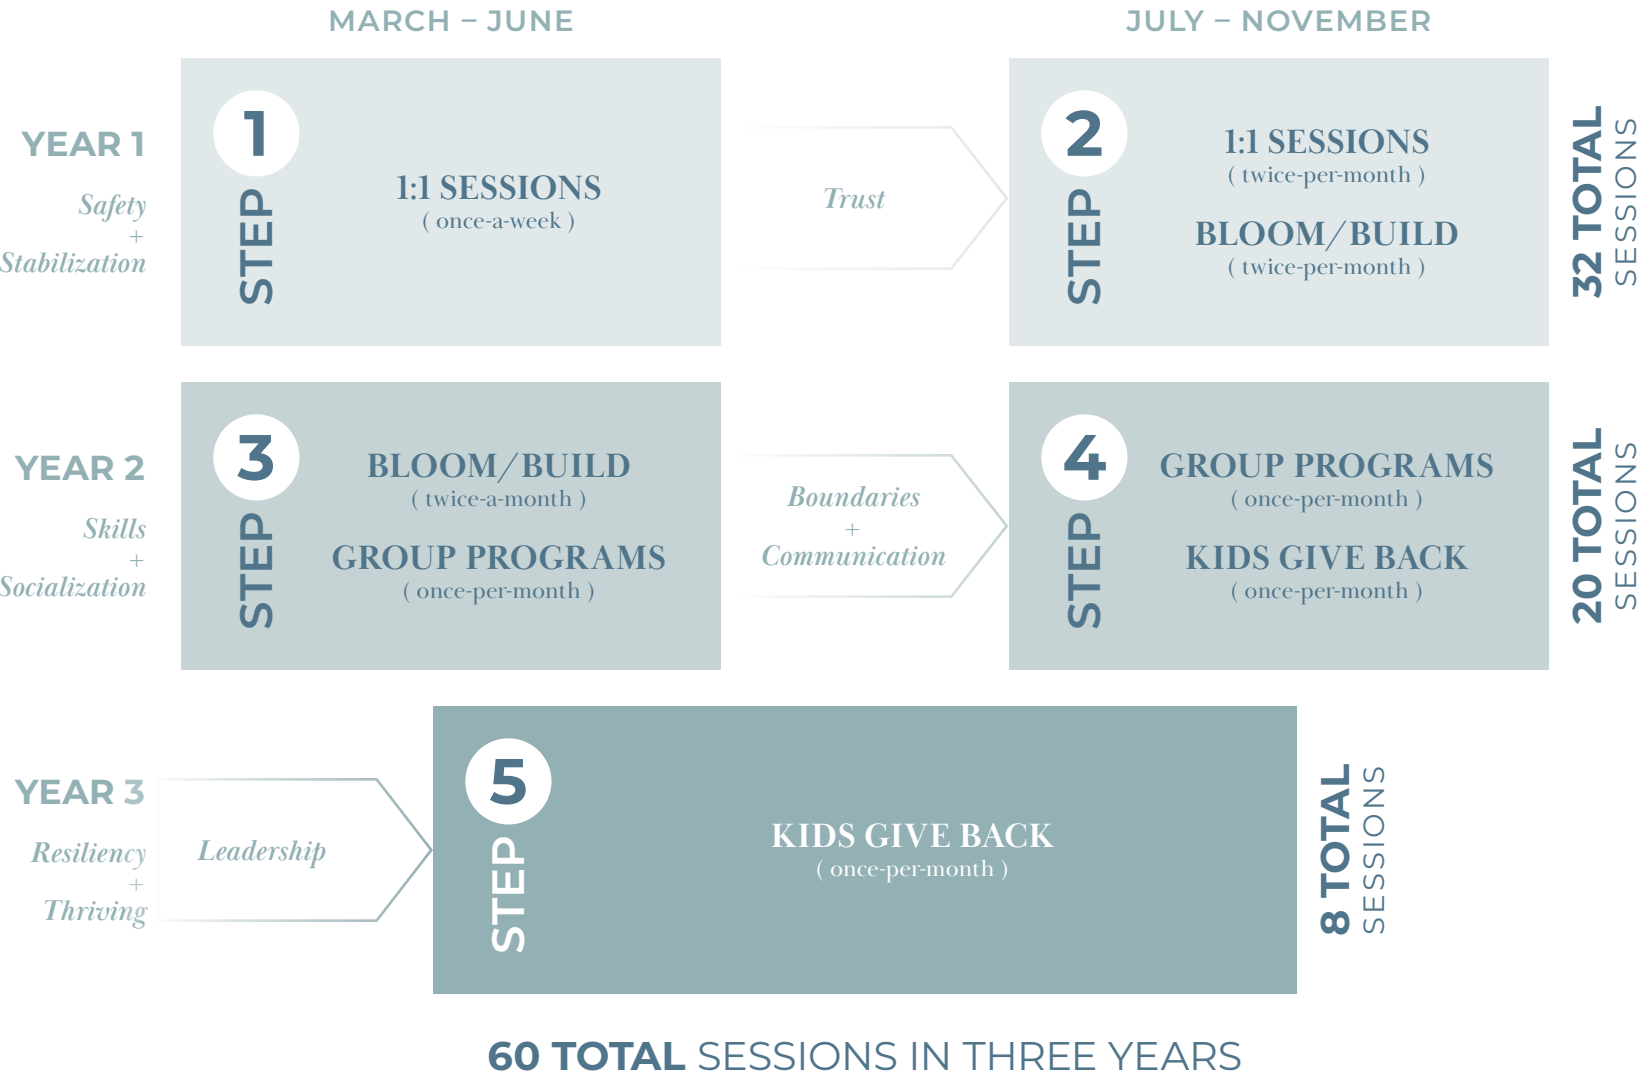 MARCH – JUNE
JULY – NOVEMBER
YEAR 1
Safety
+
Stabilization
1
STEP
1:1 SESSIONS
( once-a-week )
Trust
2
STEP
1:1 SESSIONS
( twice-per-month )
BLOOM/BUILD
( twice-per-month )
32 TOTAL
SESSIONS
YEAR 2
Skills
+
Socialization
3
STEP
BLOOM/BUILD
( twice-a-month )
GROUP PROGRAMS
( once-per-month )
Boundaries
+
Communication
4
STEP
GROUP PROGRAMS
( once-per-month )
KIDS GIVE BACK
( once-per-month )
20 TOTAL
SESSIONS
YEAR 3
Resiliency
+
Thriving
Leadership
5
STEP
KIDS GIVE BACK
( once-per-month )
8 TOTAL
SESSIONS
60 TOTAL SESSIONS IN THREE YEARS